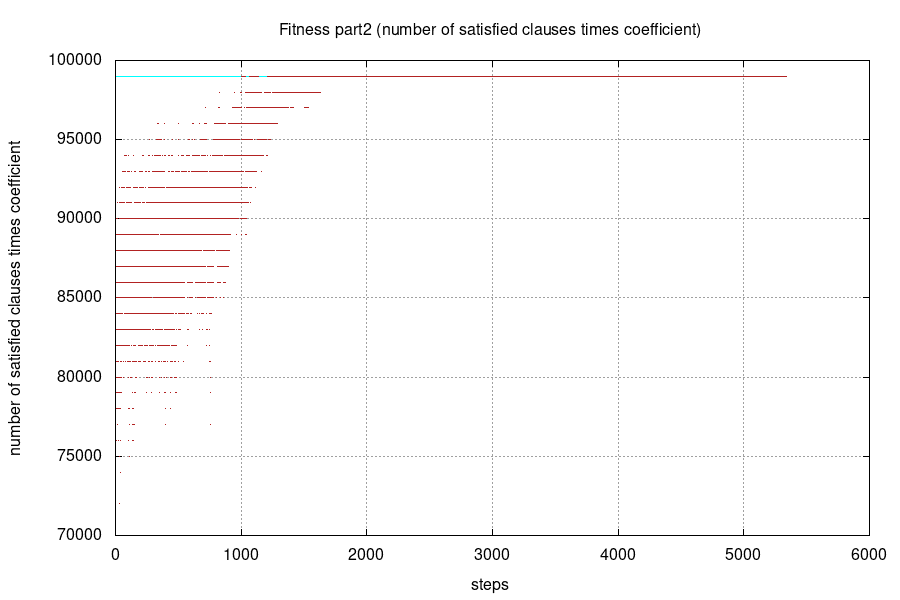 Fitness part2 (number of satisfied clauses times coefficient)
number of satisfied clauses times coefficient
100000
95000
90000
85000
80000
75000
70000
0 1000 2000 3000 4000 5000 6000
steps